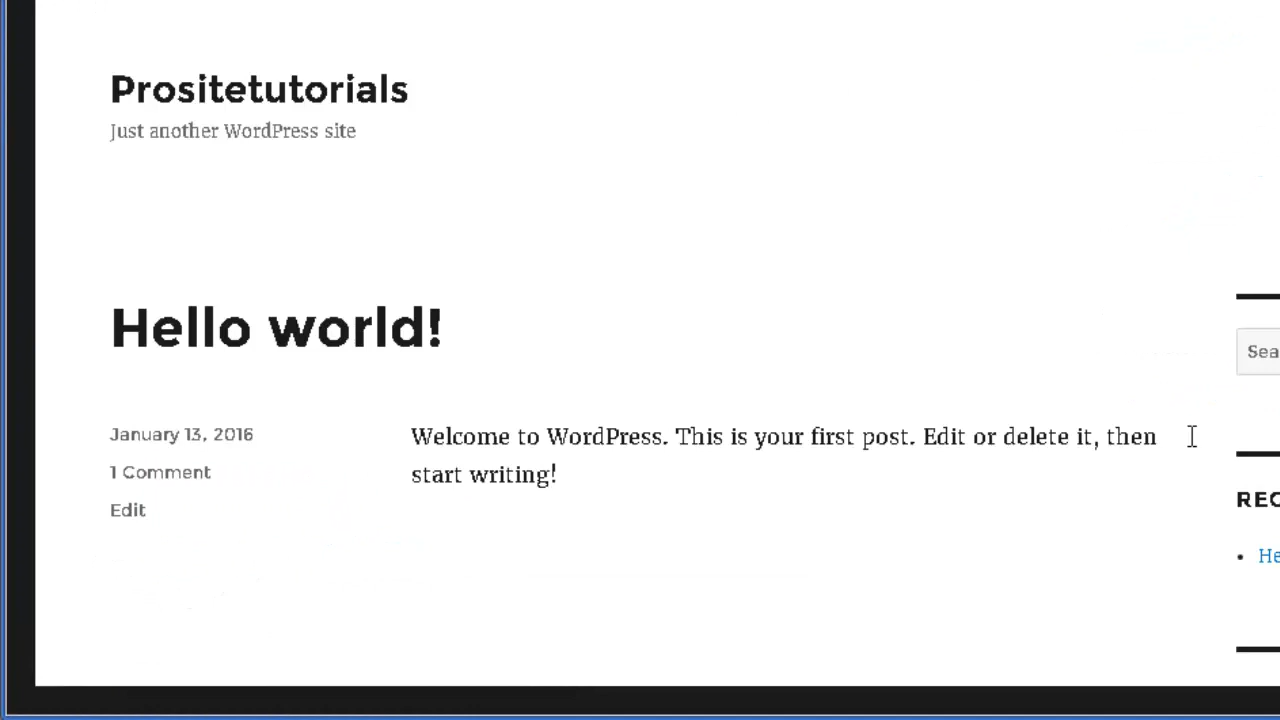 Prositetutorials
Just another WordPress site
Hello world!
January 13, 2016
1 Comment
Edit
Welcome to WordPress. This is your first post. Edit or delete it, then
start writing!
Sea
REC
He